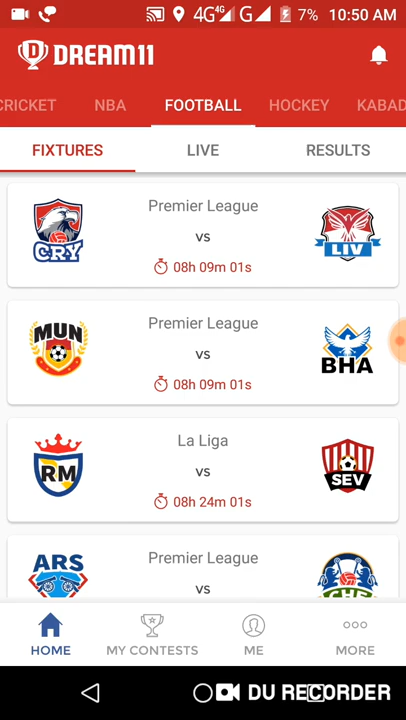 4G 4G G 7% 10:50 AM
DREAM11
CRICKET NBA FOOTBALL HOCKEY KABAD
FIXTURES LIVE RESULTS
Premier League
CRY vs LIV
08h 09m 01s
Premier League
MUN vs BHA
08h 09m 01s
La Liga
RM vs SEV
08h 24m 01s
Premier League
ARS vs CHE
HOME MY CONTESTS ME MORE
DU RECORDER